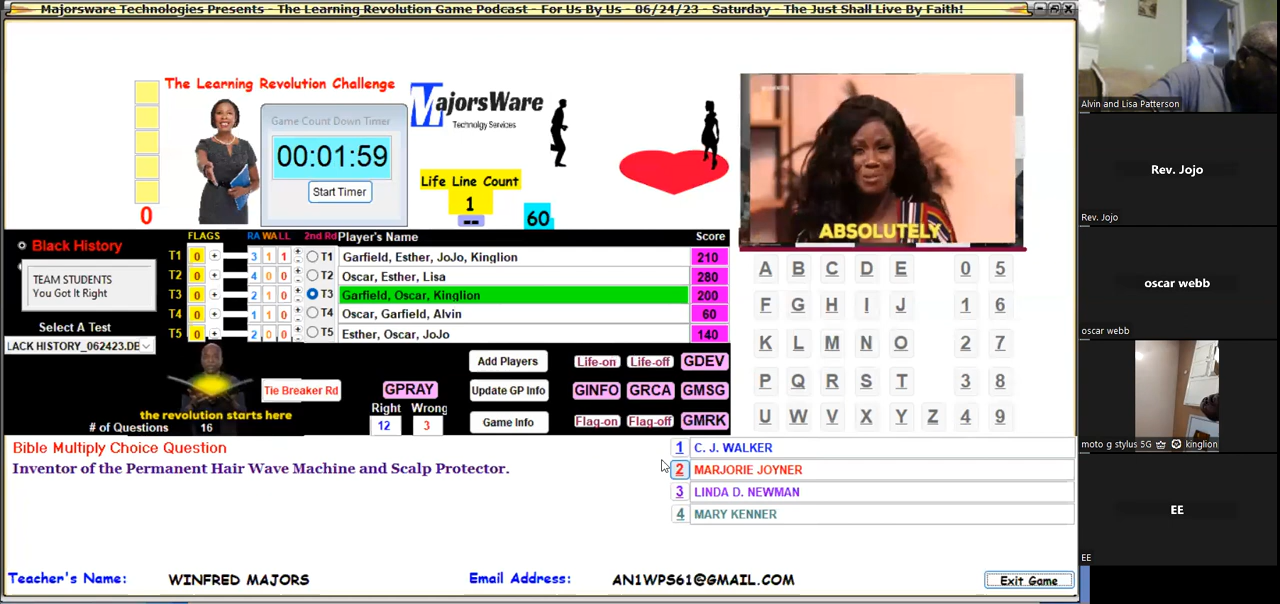 Majorsware Technologies Presents - The Learning Revolution Game Podcast - For Us By Us - 06/24/23 - Saturday - The Just Shall Live By Faith!
The Learning Revolution Challenge
0
Game Count Down Timer
00:01:59
Start Timer
MajorsWare
Technolgy Services
Life Line Count
1
--
60
ABSOLUTELY
Black History
TEAM STUDENTS
You Got It Right
Select A Test
LACK HISTORY_062423.DE
the revolution starts here
# of Questions 16
FLAGS RA WA LL 2nd Rd Player's Name Score
T1 0 + 3 1 1 + - T1 Garfield, Esther, JoJo, Kinglion 210
T2 0 + 4 0 0 + - T2 Oscar, Esther, Lisa 280
T3 0 + 2 1 0 + - T3 Garfield, Oscar, Kinglion 200
T4 0 + 1 1 0 + - T4 Oscar, Garfield, Alvin 60
T5 0 + 2 0 0 + - T5 Esther, Oscar, JoJo 140
Tie Breaker Rd
GPRAY
Right Wrong
12 3
Add Players Life-on Life-off GDEV
Update GP Info GINFO GRCA GMSG
Game Info Flag-on Flag-off GMRK
A B C D E 0 5
F G H I J 1 6
K L M N O 2 7
P Q R S T 3 8
U W V X Y Z 4 9
Bible Multiply Choice Question
Inventor of the Permanent Hair Wave Machine and Scalp Protector.
1 C. J. WALKER
2 MARJORIE JOYNER
3 LINDA D. NEWMAN
4 MARY KENNER
Teacher's Name: WINFRED MAJORS Email Address: AN1WPS61@GMAIL.COM Exit Game
Alvin and Lisa Patterson
Rev. Jojo
Rev. Jojo
oscar webb
oscar webb
moto g stylus 5G kinglion
EE
EE